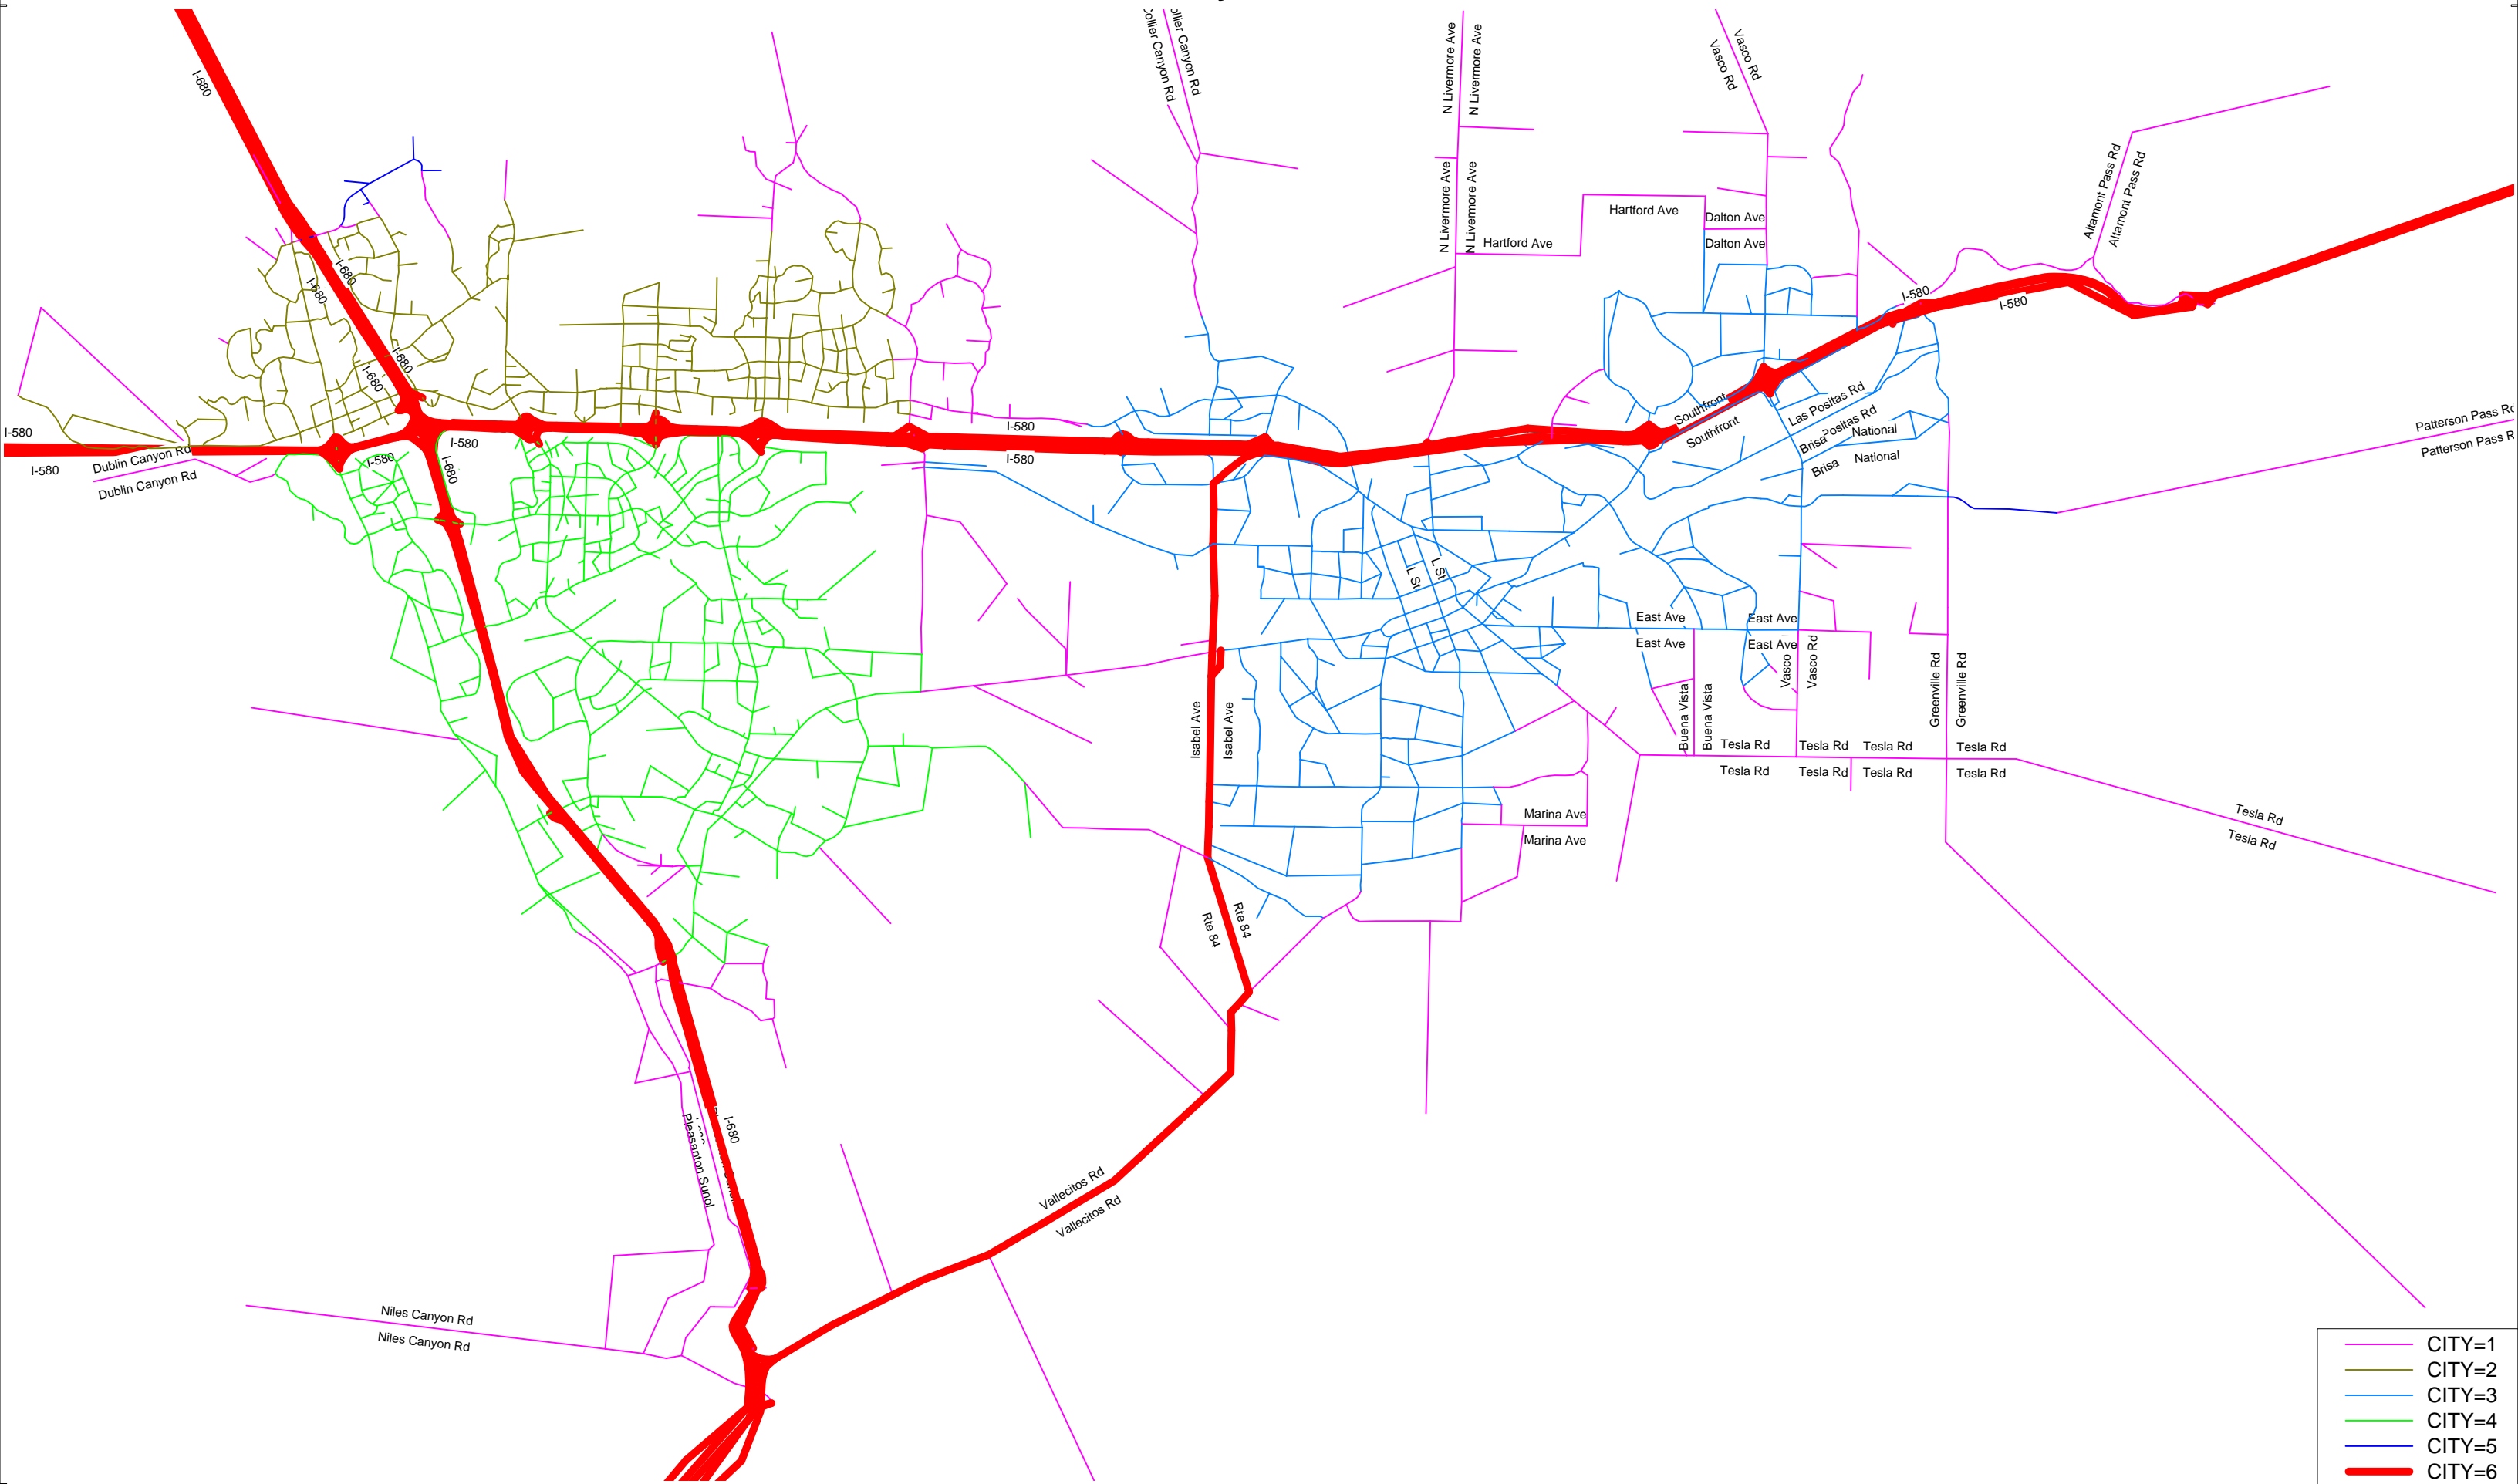 Collier Canyon Rd
Collier Canyon Rd
N Livermore Ave
N Livermore Ave
Vasco Rd
Vasco Rd
I-680
N Livermore Ave
N Livermore Ave
Altamont Pass Rd
Altamont Pass Rd
Hartford Ave
Hartford Ave
Dalton Ave
Dalton Ave
I-680
I-680
I-580
I-580
I-680
I-680
Southfront
Southfront
Las Positas Rd
Positas Rd
Brisa
Brisa
National
National
Patterson Pass Rd
Patterson Pass R
I-580
I-580
Dublin Canyon Rd
Dublin Canyon Rd
I-580
I-580
I-680
I-580
I-580
L St
L St
East Ave
East Ave
East Ave
East Ave
Vasco Rd
Vasco Rd
Greenville Rd
Greenville Rd
Buena Vista
Buena Vista
Isabel Ave
Isabel Ave
Tesla Rd
Tesla Rd
Tesla Rd
Tesla Rd
Tesla Rd
Tesla Rd
Tesla Rd
Tesla Rd
Tesla Rd
Tesla Rd
Marina Ave
Marina Ave
Rte 84
Rte 84
I-680
Pleasanton Sunol
Vallecitos Rd
Vallecitos Rd
Niles Canyon Rd
Niles Canyon Rd
CITY=1
CITY=2
CITY=3
CITY=4
CITY=5
CITY=6